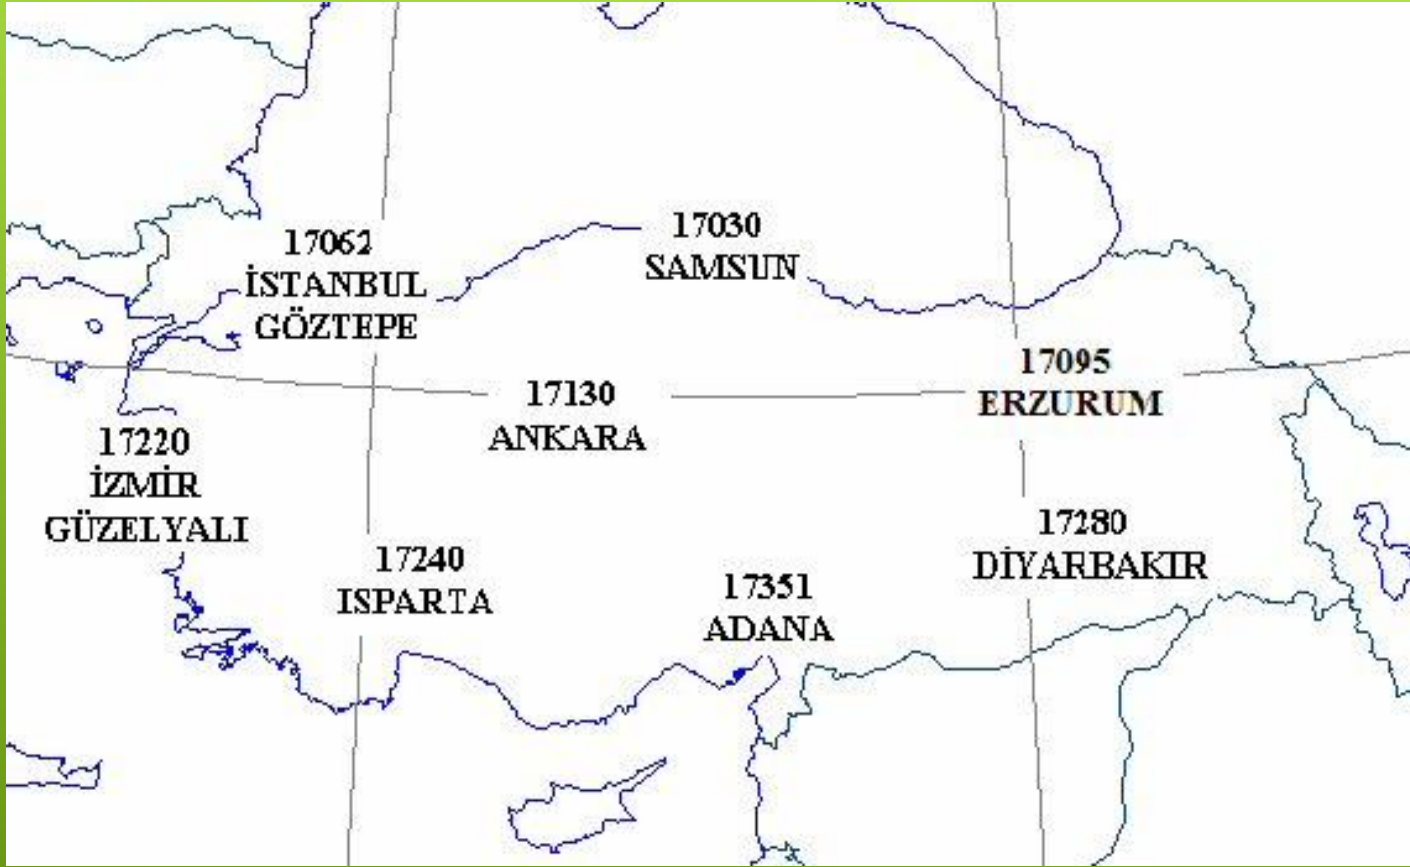 17062
İSTANBUL
GÖZTEPE
17030
SAMSUN
17130
ANKARA
17095
ERZURUM
17220
İZMİR
GÜZELYALI
17240
ISPARTA
17351
ADANA
17280
DİYARBAKIR